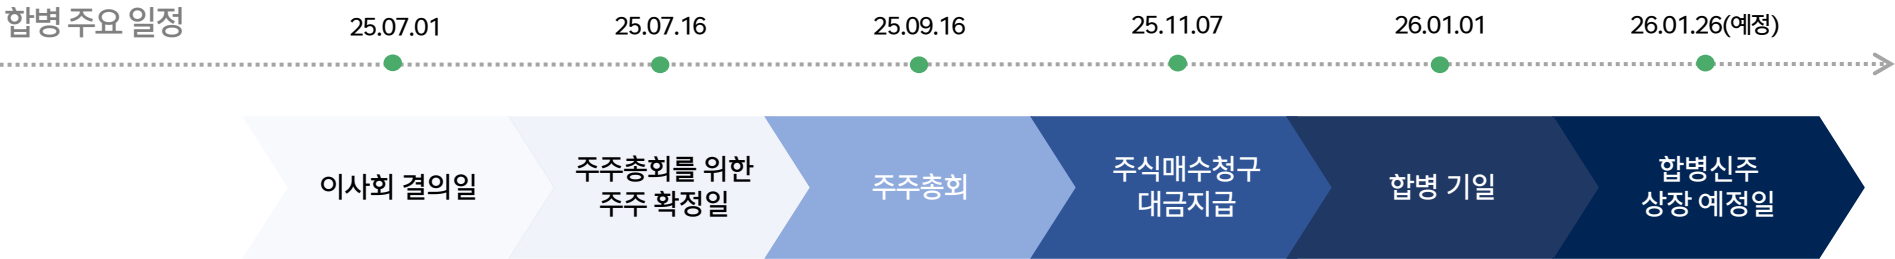 합병 주요 일정
25.07.01
25.07.16
25.09.16
25.11.07
26.01.01
26.01.26(예정)
이사회 결의일
주주총회를 위한
주주 확정일
주주총회
주식매수청구
대금지급
합병 기일
합병신주
상장 예정일